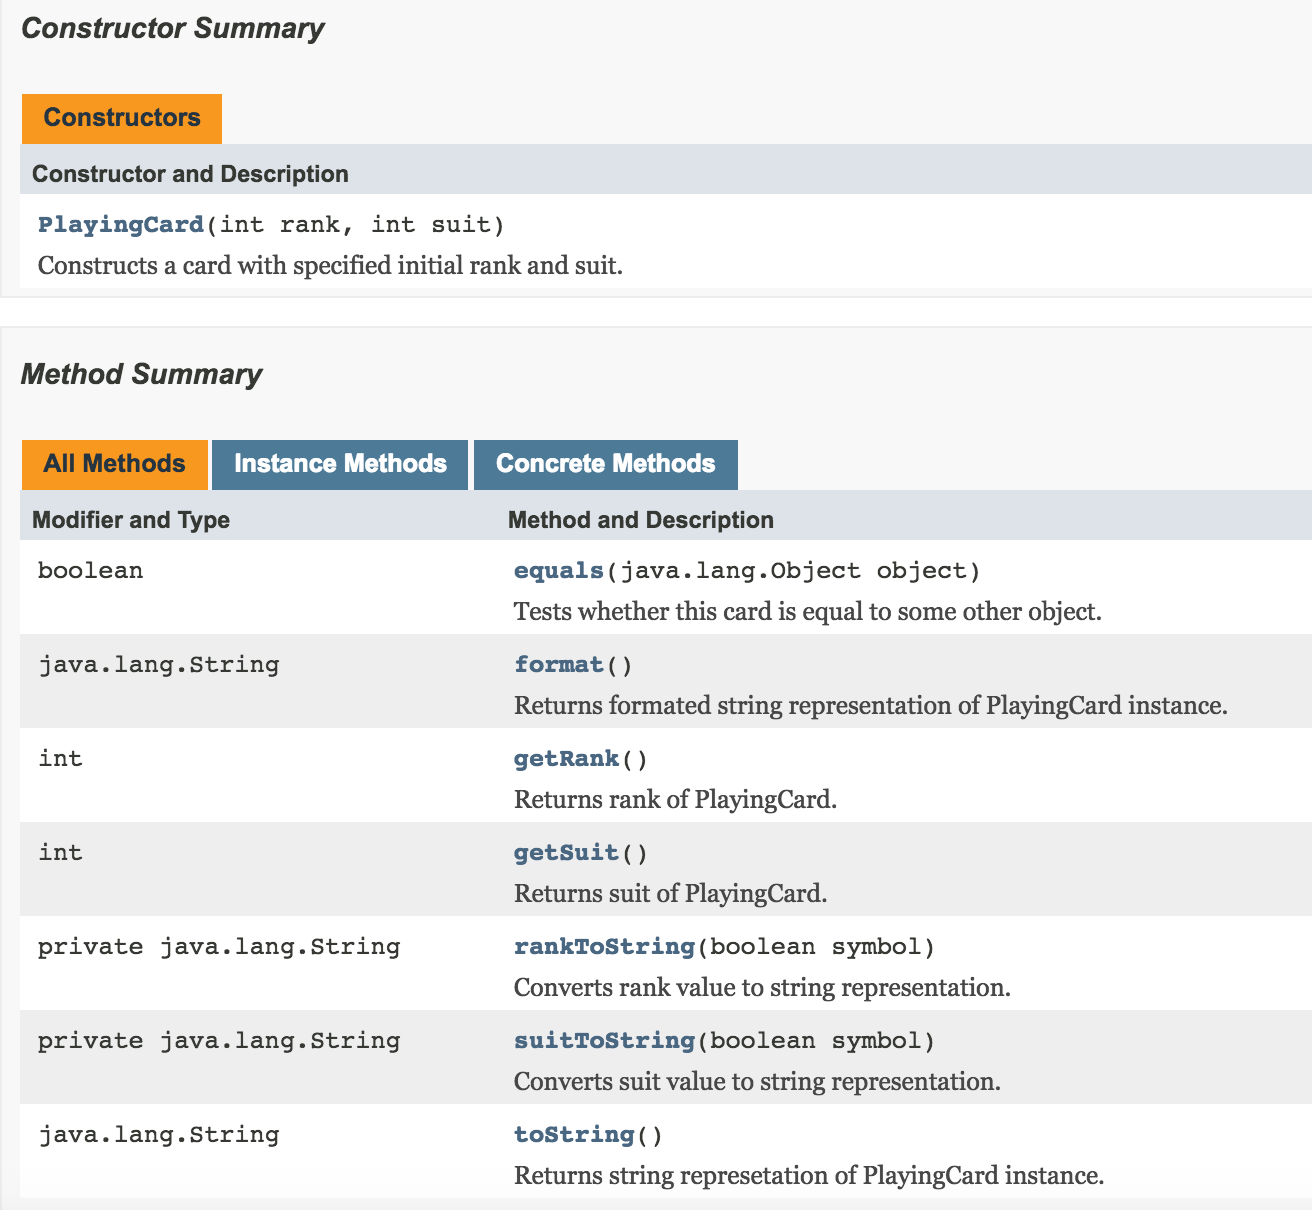 Constructor Summary
Constructors
Constructor and Description
PlayingCard(int rank, int suit)
Constructs a card with specified initial rank and suit.
Method Summary
All Methods Instance Methods Concrete Methods
Modifier and Type Method and Description
boolean equals(java.lang.Object object)
Tests whether this card is equal to some other object.
java.lang.String format()
Returns formated string representation of PlayingCard instance.
int getRank()
Returns rank of PlayingCard.
int getSuit()
Returns suit of PlayingCard.
private java.lang.String rankToString(boolean symbol)
Converts rank value to string representation.
private java.lang.String suitToString(boolean symbol)
Converts suit value to string representation.
java.lang.String toString()
Returns string represetation of PlayingCard instance.